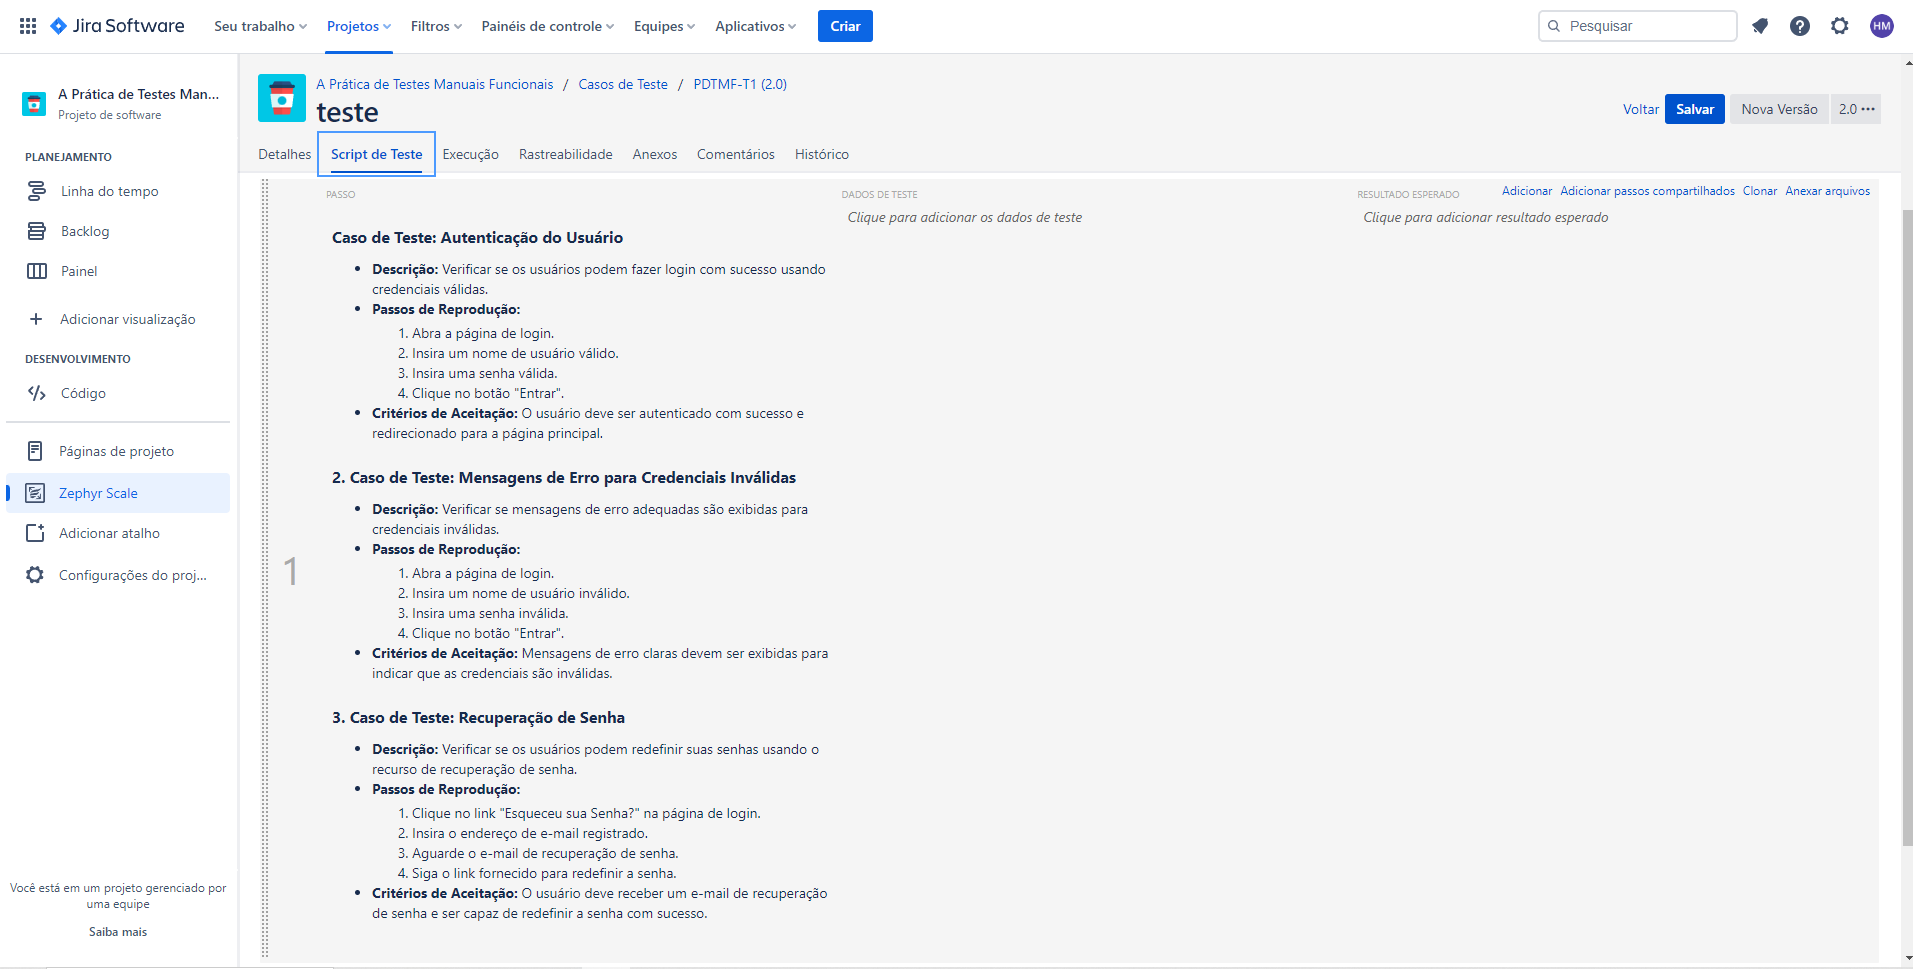 Jira Software
Seu trabalho
Projetos
Filtros
Painéis de controle
Equipes
Aplicativos
Criar
Pesquisar
HM
A Prática de Testes Man...
Projeto de software
PLANEJAMENTO
Linha do tempo
Backlog
Painel
Adicionar visualização
DESENVOLVIMENTO
Código
Páginas de projeto
Zephyr Scale
Adicionar atalho
Configurações do proj...
Você está em um projeto gerenciado por
uma equipe
Saiba mais
A Prática de Testes Manuais Funcionais / Casos de Teste / PDTMF-T1 (2.0)
teste
Voltar
Salvar
Nova Versão
2.0 •••
Detalhes
Script de Teste
Execução
Rastreabilidade
Anexos
Comentários
Histórico
Adicionar
Adicionar passos compartilhados
Clonar
Anexar arquivos
1
PASSO
Caso de Teste: Autenticação do Usuário
• Descrição: Verificar se os usuários podem fazer login com sucesso usando
credenciais válidas.
• Passos de Reprodução:
1. Abra a página de login.
2. Insira um nome de usuário válido.
3. Insira uma senha válida.
4. Clique no botão "Entrar".
• Critérios de Aceitação: O usuário deve ser autenticado com sucesso e
redirecionado para a página principal.
2. Caso de Teste: Mensagens de Erro para Credenciais Inválidas
• Descrição: Verificar se mensagens de erro adequadas são exibidas para
credenciais inválidas.
• Passos de Reprodução:
1. Abra a página de login.
2. Insira um nome de usuário inválido.
3. Insira uma senha inválida.
4. Clique no botão "Entrar".
• Critérios de Aceitação: Mensagens de erro claras devem ser exibidas para
indicar que as credenciais são inválidas.
3. Caso de Teste: Recuperação de Senha
• Descrição: Verificar se os usuários podem redefinir suas senhas usando o
recurso de recuperação de senha.
• Passos de Reprodução:
1. Clique no link "Esqueceu sua Senha?" na página de login.
2. Insira o endereço de e-mail registrado.
3. Aguarde o e-mail de recuperação de senha.
4. Siga o link fornecido para redefinir a senha.
• Critérios de Aceitação: O usuário deve receber um e-mail de recuperação
de senha e ser capaz de redefinir a senha com sucesso.
DADOS DE TESTE
Clique para adicionar os dados de teste
RESULTADO ESPERADO
Clique para adicionar resultado esperado